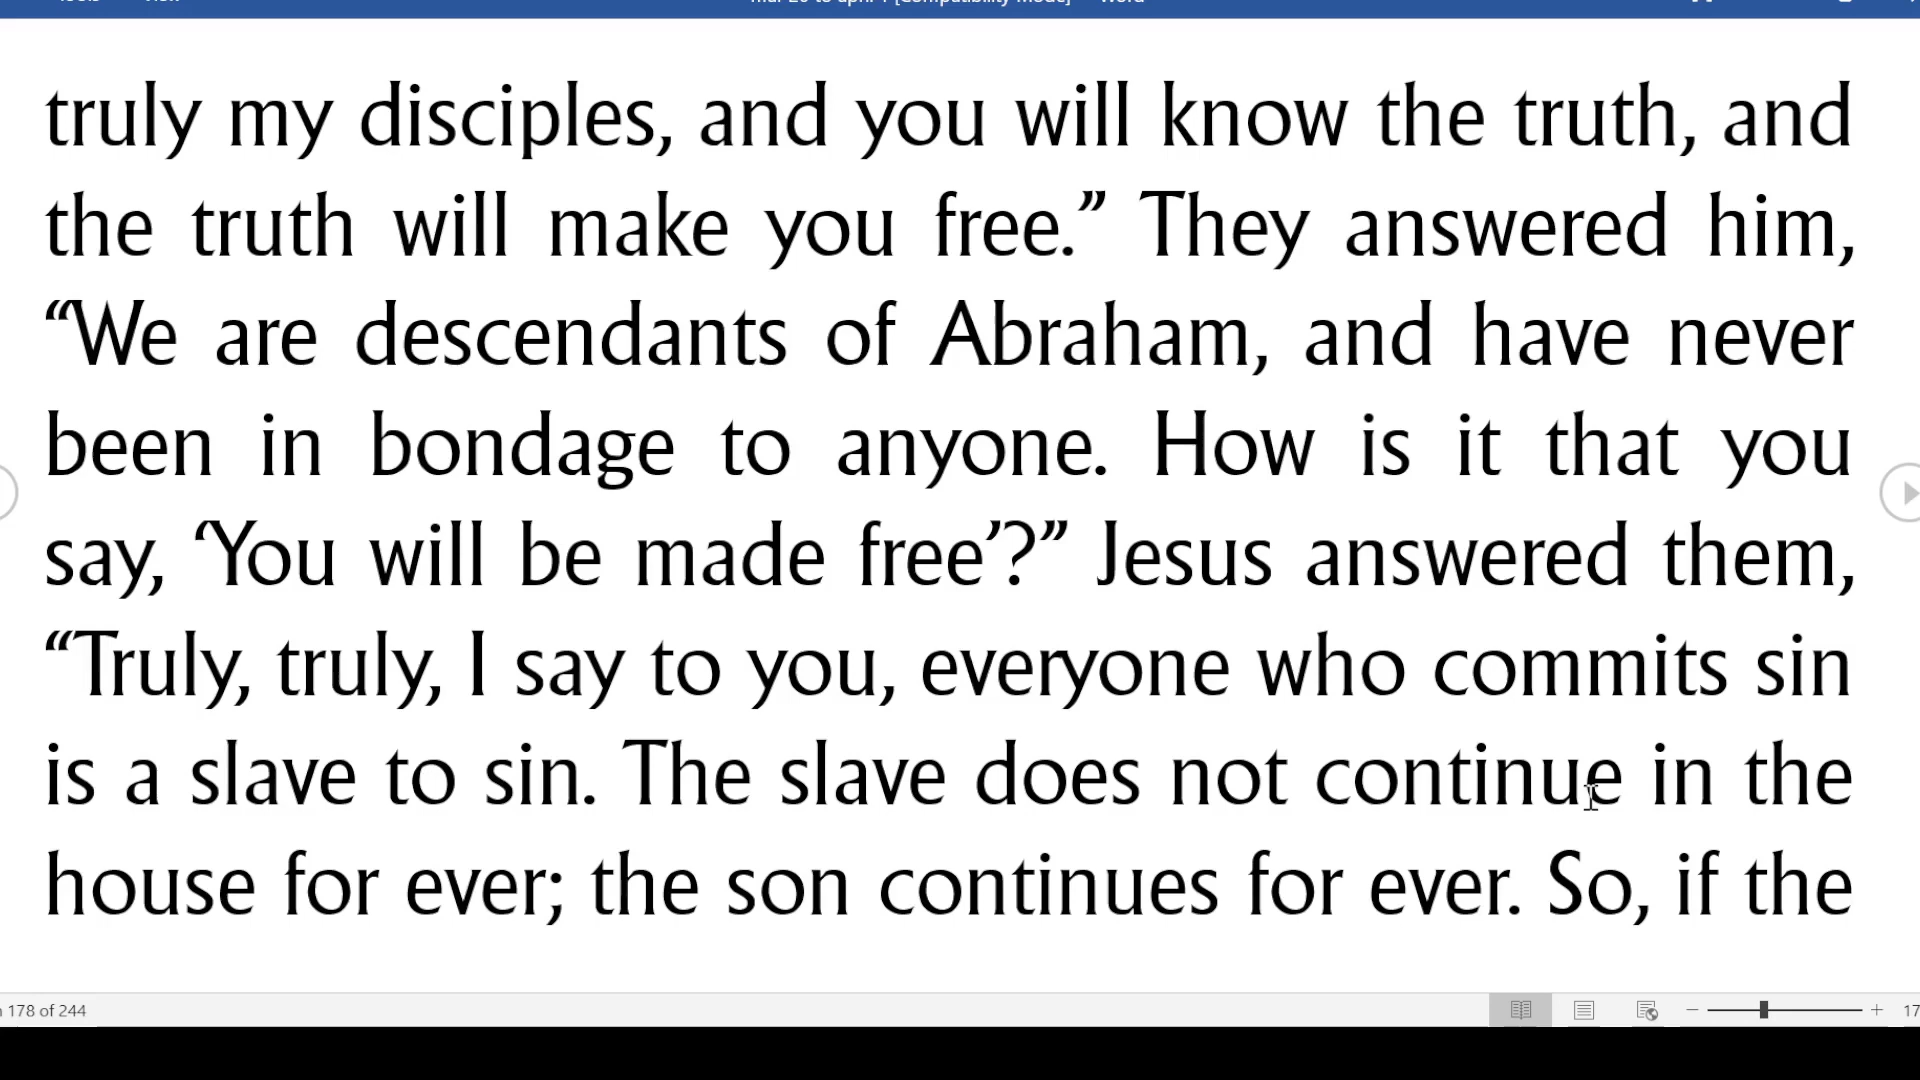 truly my disciples, and you will know the truth, and
the truth will make you free.” They answered him,
“We are descendants of Abraham, and have never
been in bondage to anyone. How is it that you
say, ‘You will be made free’?” Jesus answered them,
“Truly, truly, I say to you, everyone who commits sin
is a slave to sin. The slave does not continue in the
house for ever; the son continues for ever. So, if the
178 of 244